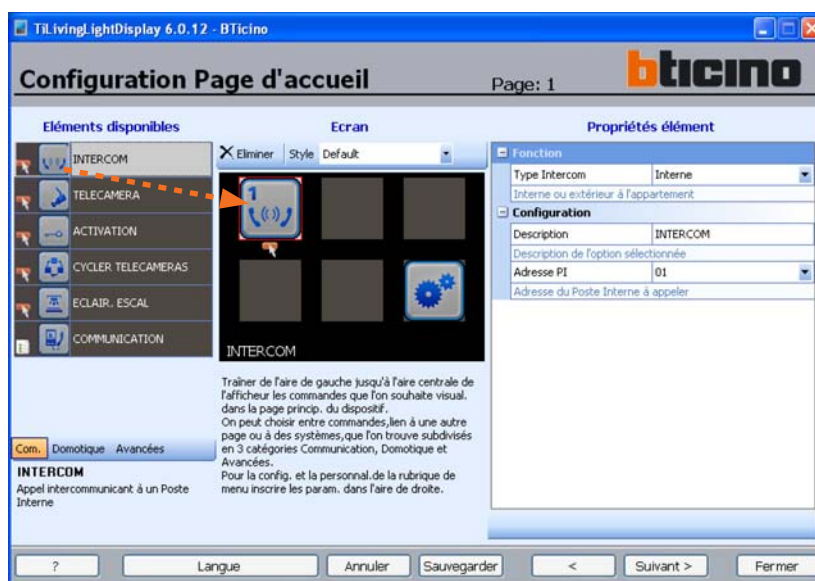 TiLivingLightDisplay 6.0.12 - BTicino
Configuration Page d'accueil
Page: 1
bticino
Eléments disponibles
INTERCOM
TELECAMERA
ACTIVATION
CYCLER TELECAMERAS
ECLAIR. ESCAL
COMMUNICATION
Com. Domotique Avancées
INTERCOM
Appel intercommunicant à un Poste
Interne
Ecran
Eliminer Style Default
1
INTERCOM
Traîner de l'aire de gauche jusqu'à l'aire centrale de
l'afficheur les commandes que l'on souhaite visual.
dans la page princip. du dispositif.
On peut choisir entre commandes,lien à une autre
page ou à des systèmes,que l'on trouve subdivisés
en 3 catégories Communication, Domotique et
Avancées.
Pour la config. et la personnal.de la rubrique de
menu inscrire les param. dans l'aire de droite.
Propriétés élément
Fonction
Type Intercom Interne
Interne ou extérieur à l'appartement
Configuration
Description INTERCOM
Description de l'option sélectionnée
Adresse PI 01
Adresse du Poste Interne à appeler
? Langue Annuler Sauvegarder < Suivant > Fermer